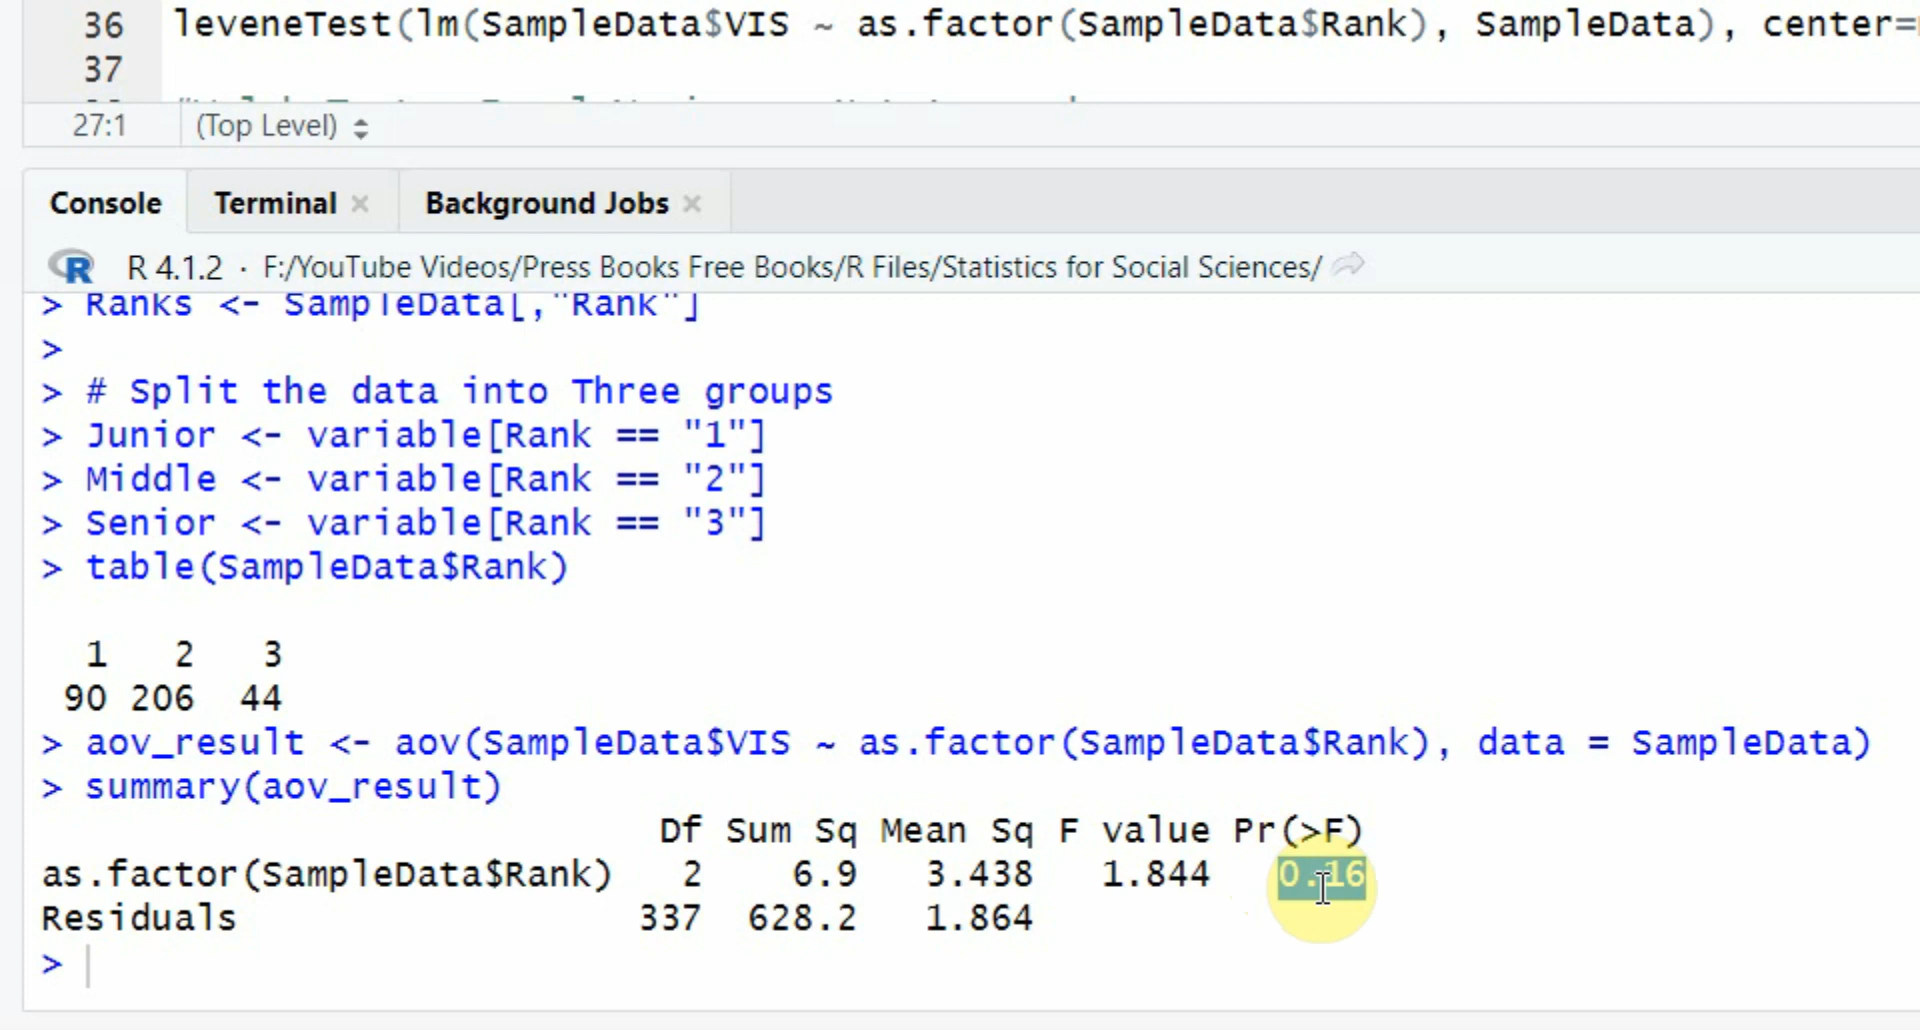 36 leveneTest(lm(SampleData$VIS ~ as.factor(SampleData$Rank), SampleData), center=
37
27:1 (Top Level)
Console Terminal Background Jobs
R 4.1.2 · F:/YouTube Videos/Press Books Free Books/R Files/Statistics for Social Sciences/
> Ranks <- SampleData[,"Rank"]
>
> # Split the data into Three groups
> Junior <- variable[Rank == "1"]
> Middle <- variable[Rank == "2"]
> Senior <- variable[Rank == "3"]
> table(SampleData$Rank)
1 2 3
90 206 44
> aov_result <- aov(SampleData$VIS ~ as.factor(SampleData$Rank), data = SampleData)
> summary(aov_result)
Df Sum Sq Mean Sq F value Pr(>F)
as.factor(SampleData$Rank) 2 6.9 3.438 1.844 0.16
Residuals 337 628.2 1.864
>